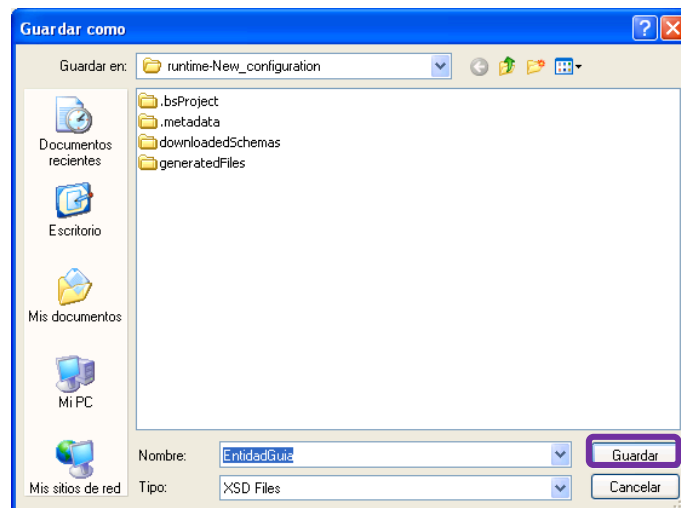 Guardar como
Guardar en: runtime-New_configuration
.bsProject
.metadata
downloadedSchemas
generatedFiles
Documentos
recientes
Escritorio
Mis documentos
Mi PC
Mis sitios de red
Nombre: EntidadGuia Guardar
Tipo: XSD Files Cancelar